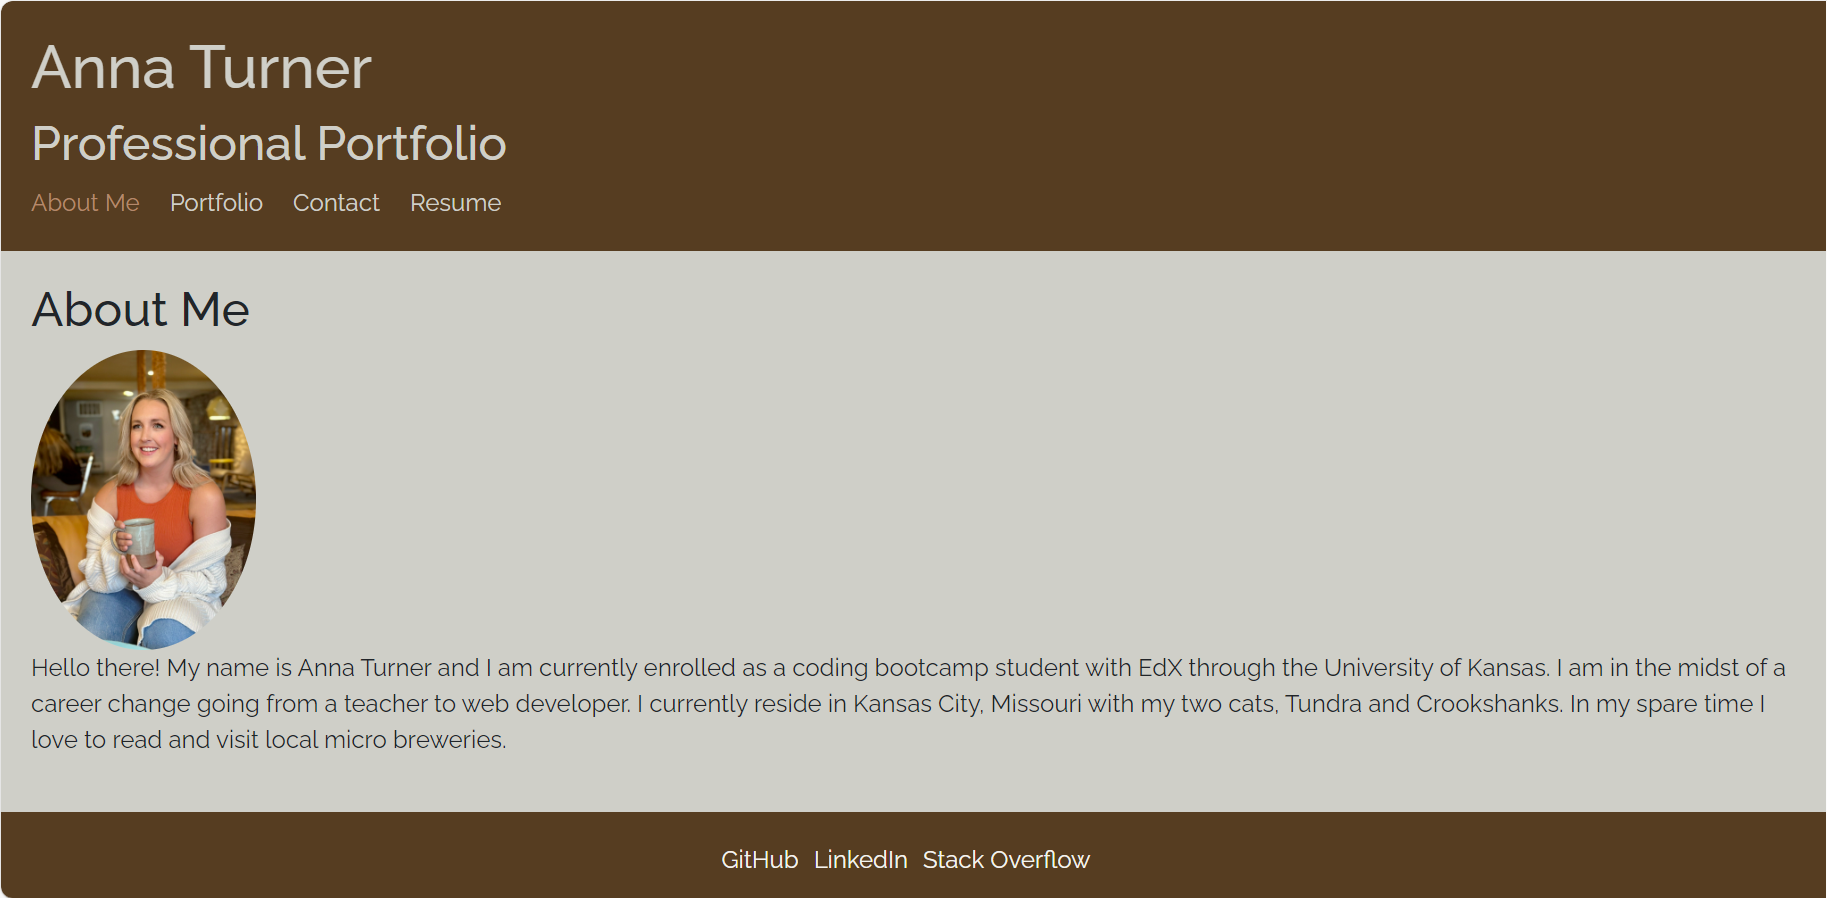 Anna Turner
Professional Portfolio
About Me Portfolio Contact Resume
About Me
Hello there! My name is Anna Turner and I am currently enrolled as a coding bootcamp student with EdX through the University of Kansas. I am in the midst of a
career change going from a teacher to web developer. I currently reside in Kansas City, Missouri with my two cats, Tundra and Crookshanks. In my spare time I
love to read and visit local micro breweries.
GitHub LinkedIn Stack Overflow